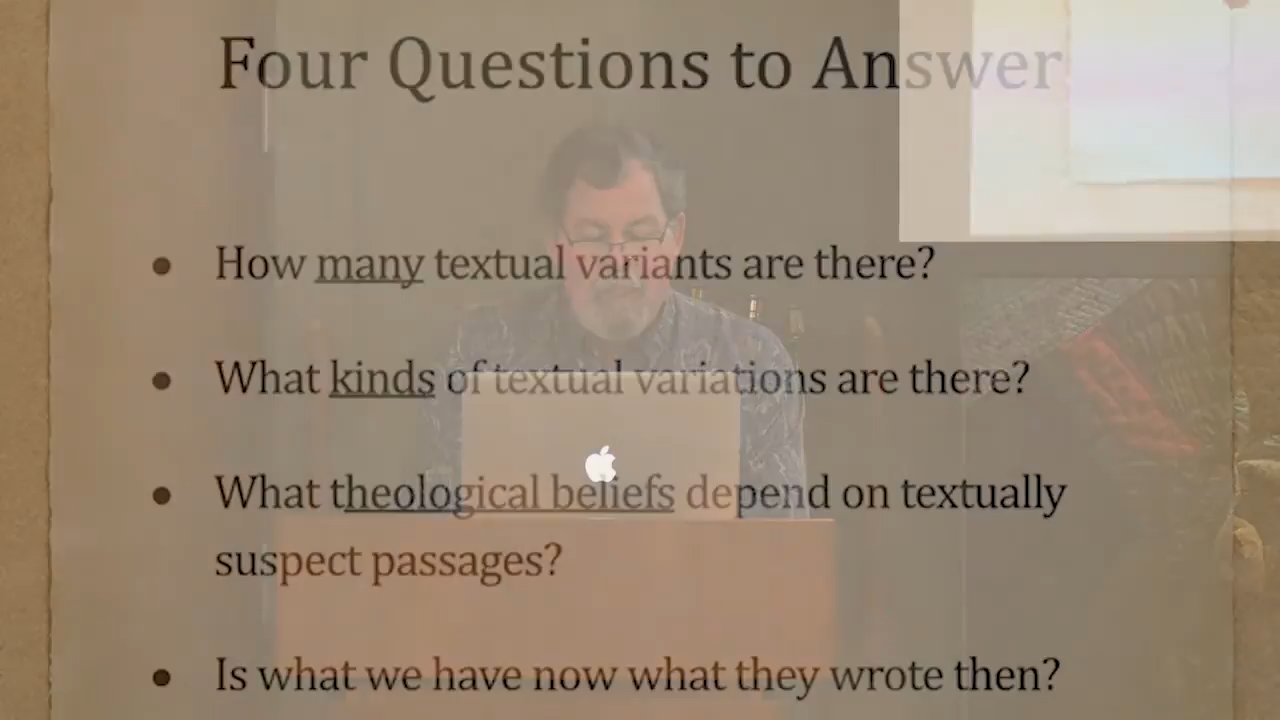 Four Questions to Answer
How many textual variants are there?
What kinds of textual variations are there?
What theological beliefs depend on textually
suspect passages?
Is what we have now what they wrote then?